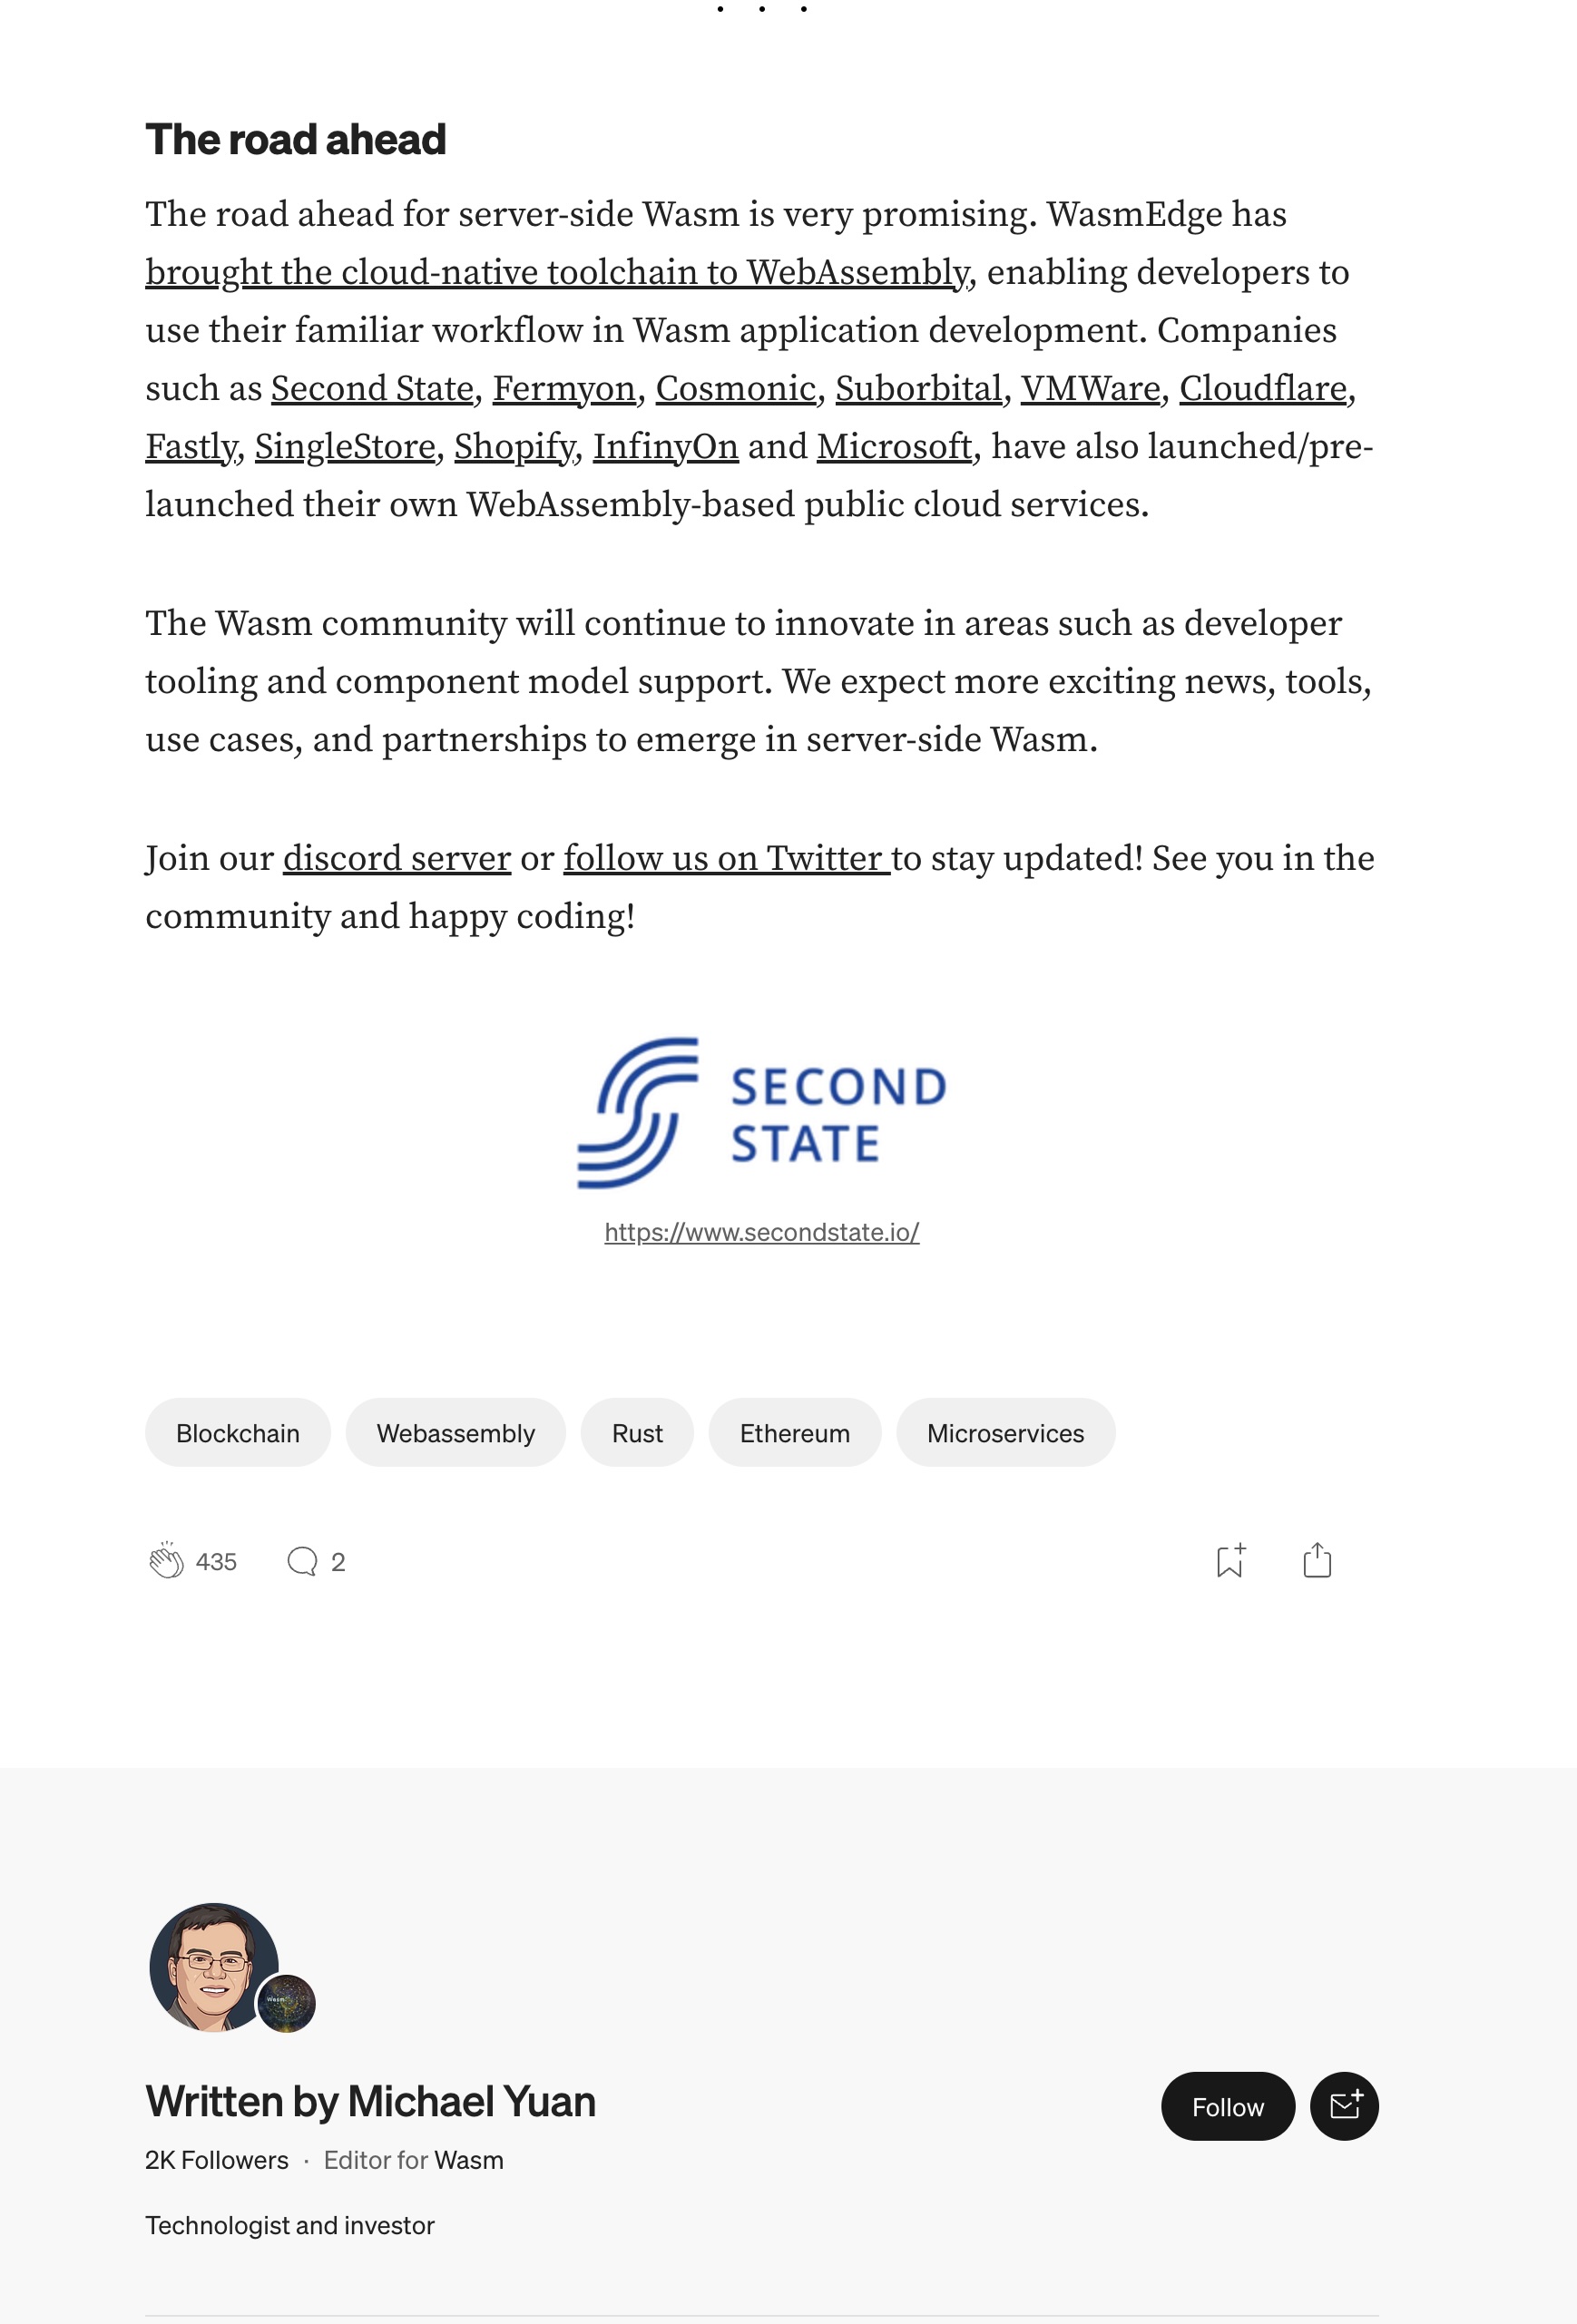 The road ahead
The road ahead for server-side Wasm is very promising. WasmEdge has
brought the cloud-native toolchain to WebAssembly, enabling developers to
use their familiar workflow in Wasm application development. Companies
such as Second State, Fermyon, Cosmonic, Suborbital, VMWare, Cloudflare,
Fastly, SingleStore, Shopify, InfinyOn and Microsoft, have also launched/pre-
launched their own WebAssembly-based public cloud services.
The Wasm community will continue to innovate in areas such as developer
tooling and component model support. We expect more exciting news, tools,
use cases, and partnerships to emerge in server-side Wasm.
Join our discord server or follow us on Twitter to stay updated! See you in the
community and happy coding!
SECOND
STATE
https://www.secondstate.io/
Blockchain Webassembly Rust Ethereum Microservices
435 2
Wasm
Written by Michael Yuan
Follow
2K Followers · Editor for Wasm
Technologist and investor